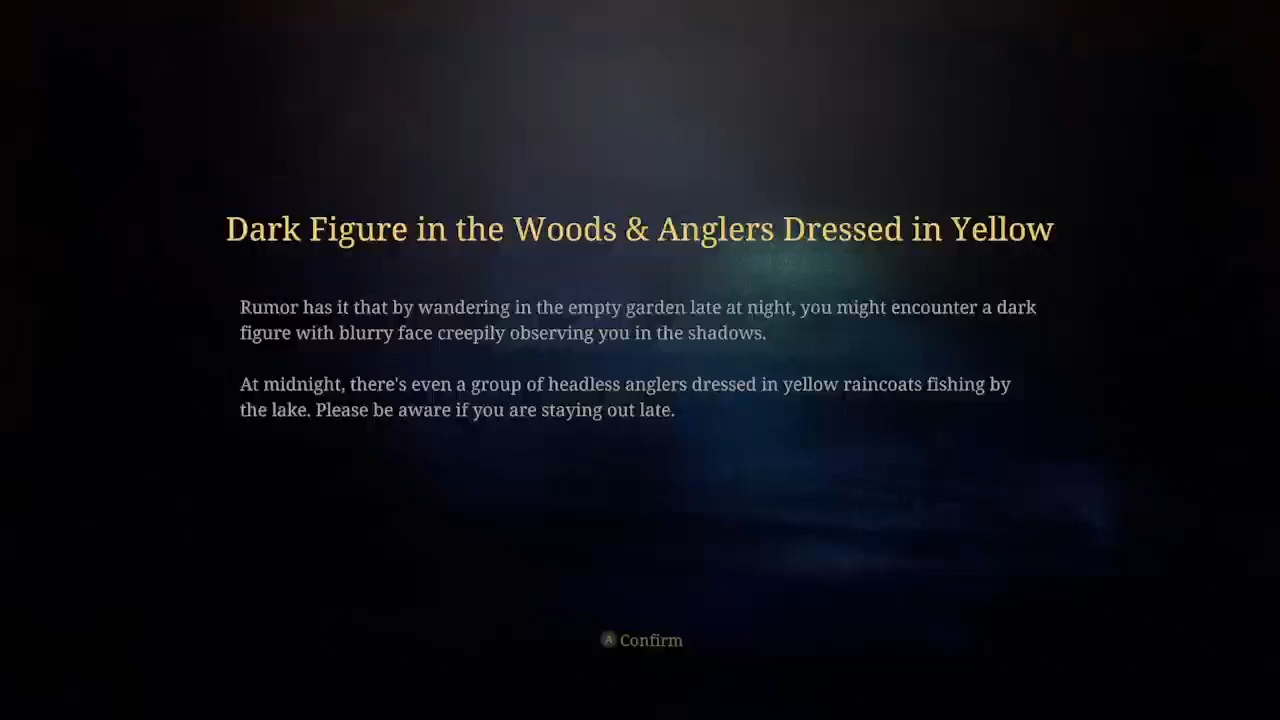 Dark Figure in the Woods & Anglers Dressed in Yellow
Rumor has it that by wandering in the empty garden late at night, you might encounter a dark
figure with blurry face creepily observing you in the shadows.
At midnight, there's even a group of headless anglers dressed in yellow raincoats fishing by
the lake. Please be aware if you are staying out late.
A Confirm